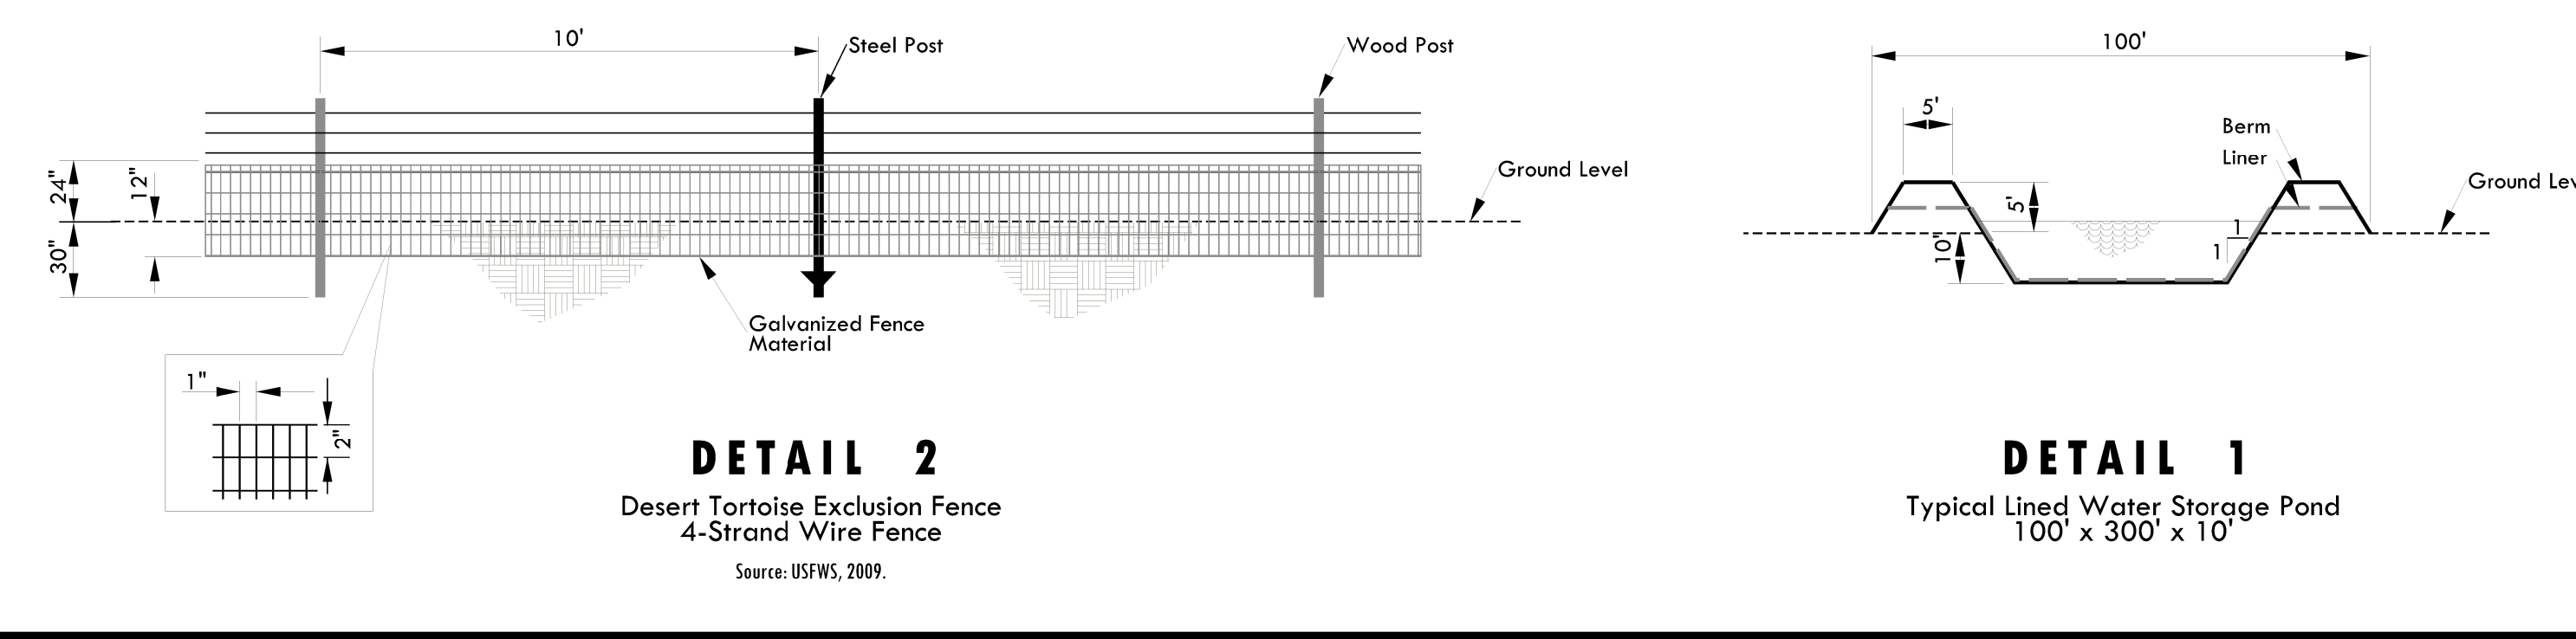 10'
Steel Post
Wood Post
24"
12"
30"
Ground Level
Galvanized Fence
Material
1"
2"
DETAIL 2
Desert Tortoise Exclusion Fence
4-Strand Wire Fence
Source: USFWS, 2009.
100'
5'
Berm
Liner
5'
10'
1
1
Ground Lev
DETAIL 1
Typical Lined Water Storage Pond
100' x 300' x 10'